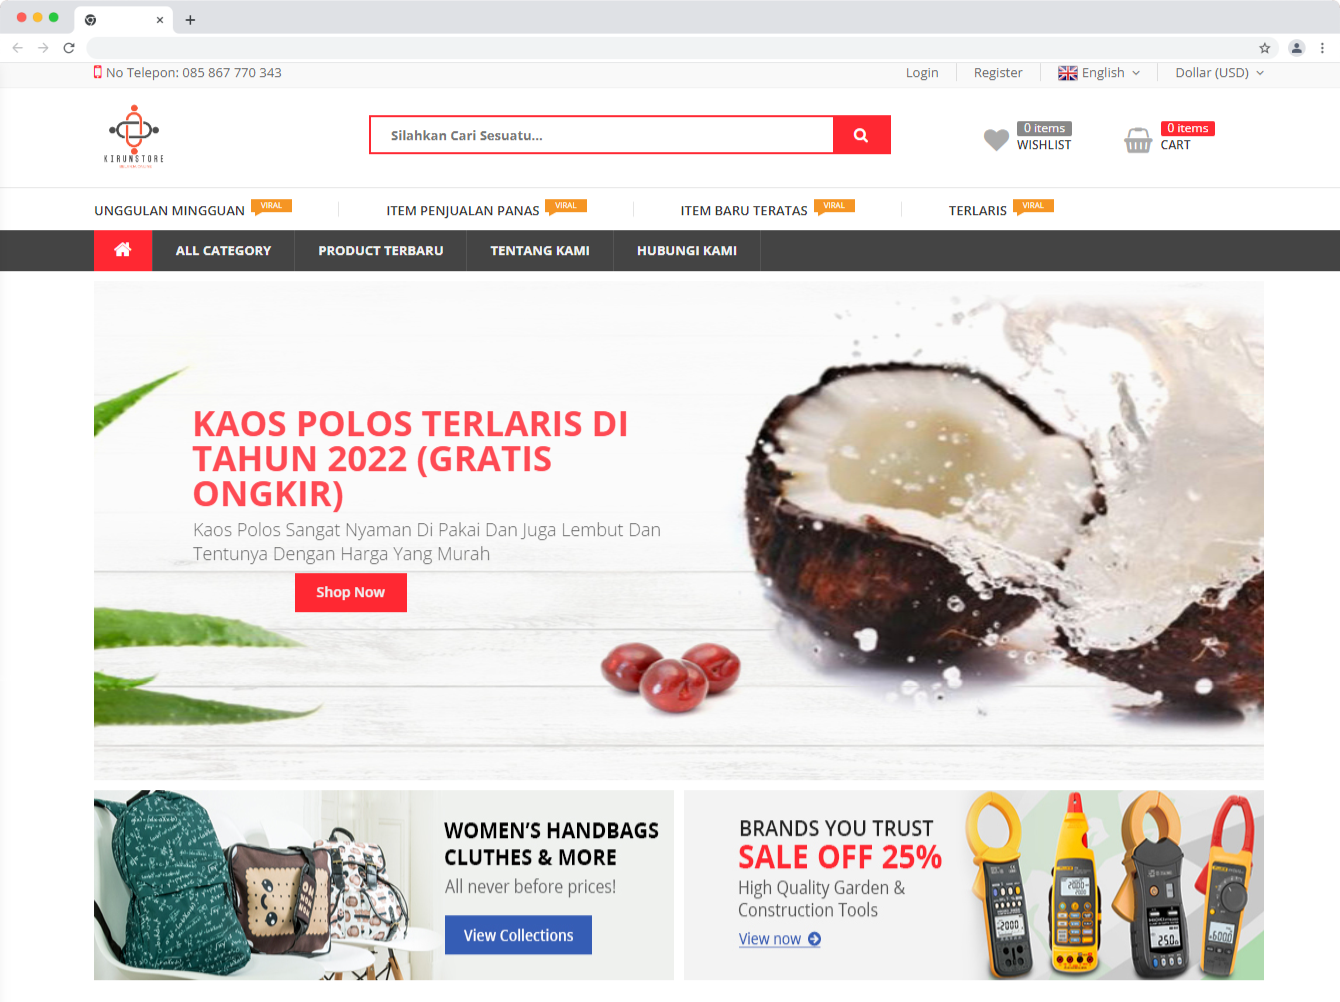 No Telepon: 085 867 770 343
Login
Register
English
Dollar (USD)
KIRUNSTORE
Silahkan Cari Sesuatu...
0 items
WISHLIST
0 items
CART
UNGGULAN MINGGUAN
VIRAL
ITEM PENJUALAN PANAS
VIRAL
ITEM BARU TERATAS
VIRAL
TERLARIS
VIRAL
ALL CATEGORY
PRODUCT TERBARU
TENTANG KAMI
HUBUNGI KAMI
KAOS POLOS TERLARIS DI
TAHUN 2022 (GRATIS
ONGKIR)
Kaos Polos Sangat Nyaman Di Pakai Dan Juga Lembut Dan
Tentunya Dengan Harga Yang Murah
Shop Now
WOMEN'S HANDBAGS
CLUTHES & MORE
All never before prices!
View Collections
BRANDS YOU TRUST
SALE OFF 25%
High Quality Garden &
Construction Tools
View now